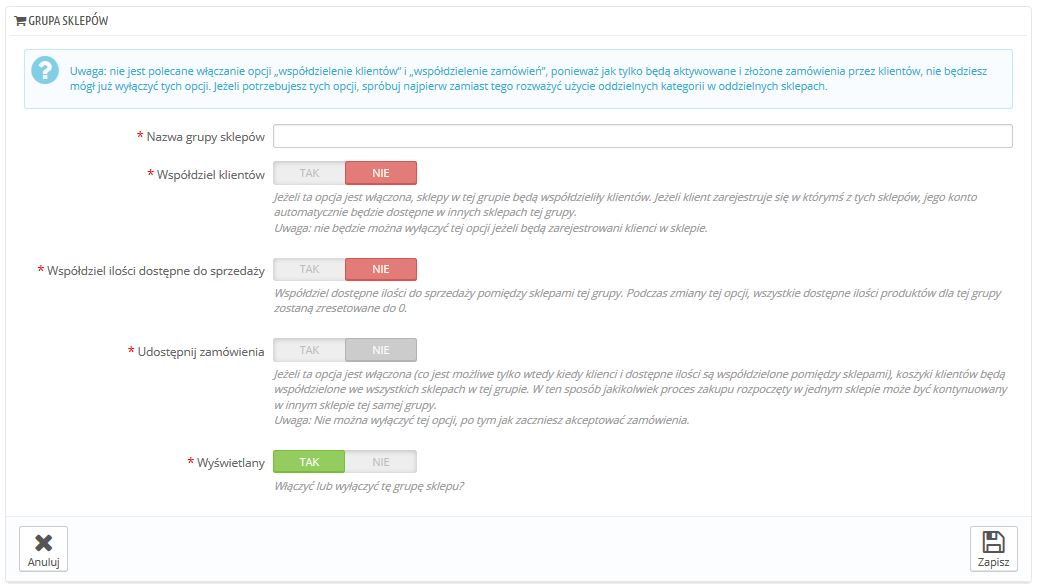 GRUPA SKLEPÓW
Uwaga: nie jest polecane włączanie opcji „współdzielenie klientów” i „współdzielenie zamówień”, ponieważ jak tylko będą aktywowane i złożone zamówienia przez klientów, nie będziesz
mógł już wyłączyć tych opcji. Jeżeli potrzebujesz tych opcji, spróbuj najpierw zamiast tego rozważyć użycie oddzielnych kategorii w oddzielnych sklepach.
* Nazwa grupy sklepów
* Współdziel klientów TAK NIE
Jeżeli ta opcja jest włączona, sklepy w tej grupie będą współdzieliły klientów. Jeżeli klient zarejestruje się w którymś z tych sklepów, jego konto
automatycznie będzie dostępne w innych sklepach tej grupy.
Uwaga: nie będzie można wyłączyć tej opcji jeżeli będą zarejestrowani klienci w sklepie.
* Współdziel ilości dostępne do sprzedaży TAK NIE
Współdziel dostępne ilości do sprzedaży pomiędzy sklepami tej grupy. Podczas zmiany tej opcji, wszystkie dostępne ilości produktów dla tej grupy
zostaną zresetowane do 0.
* Udostępnij zamówienia TAK NIE
Jeżeli ta opcja jest włączona (co jest możliwe tylko wtedy kiedy klienci i dostępne ilości są współdzielone pomiędzy sklepami), koszyki klientów będą
współdzielone we wszystkich sklepach w tej grupie. W ten sposób jakikolwiek proces zakupu rozpoczęty w jednym sklepie może być kontynuowany
w innym sklepie tej samej grupy.
Uwaga: Nie można wyłączyć tej opcji, po tym jak zaczniesz akceptować zamówienia.
* Wyświetlany TAK NIE
Włączyć lub wyłączyć tę grupę sklepu?
Anuluj Zapisz